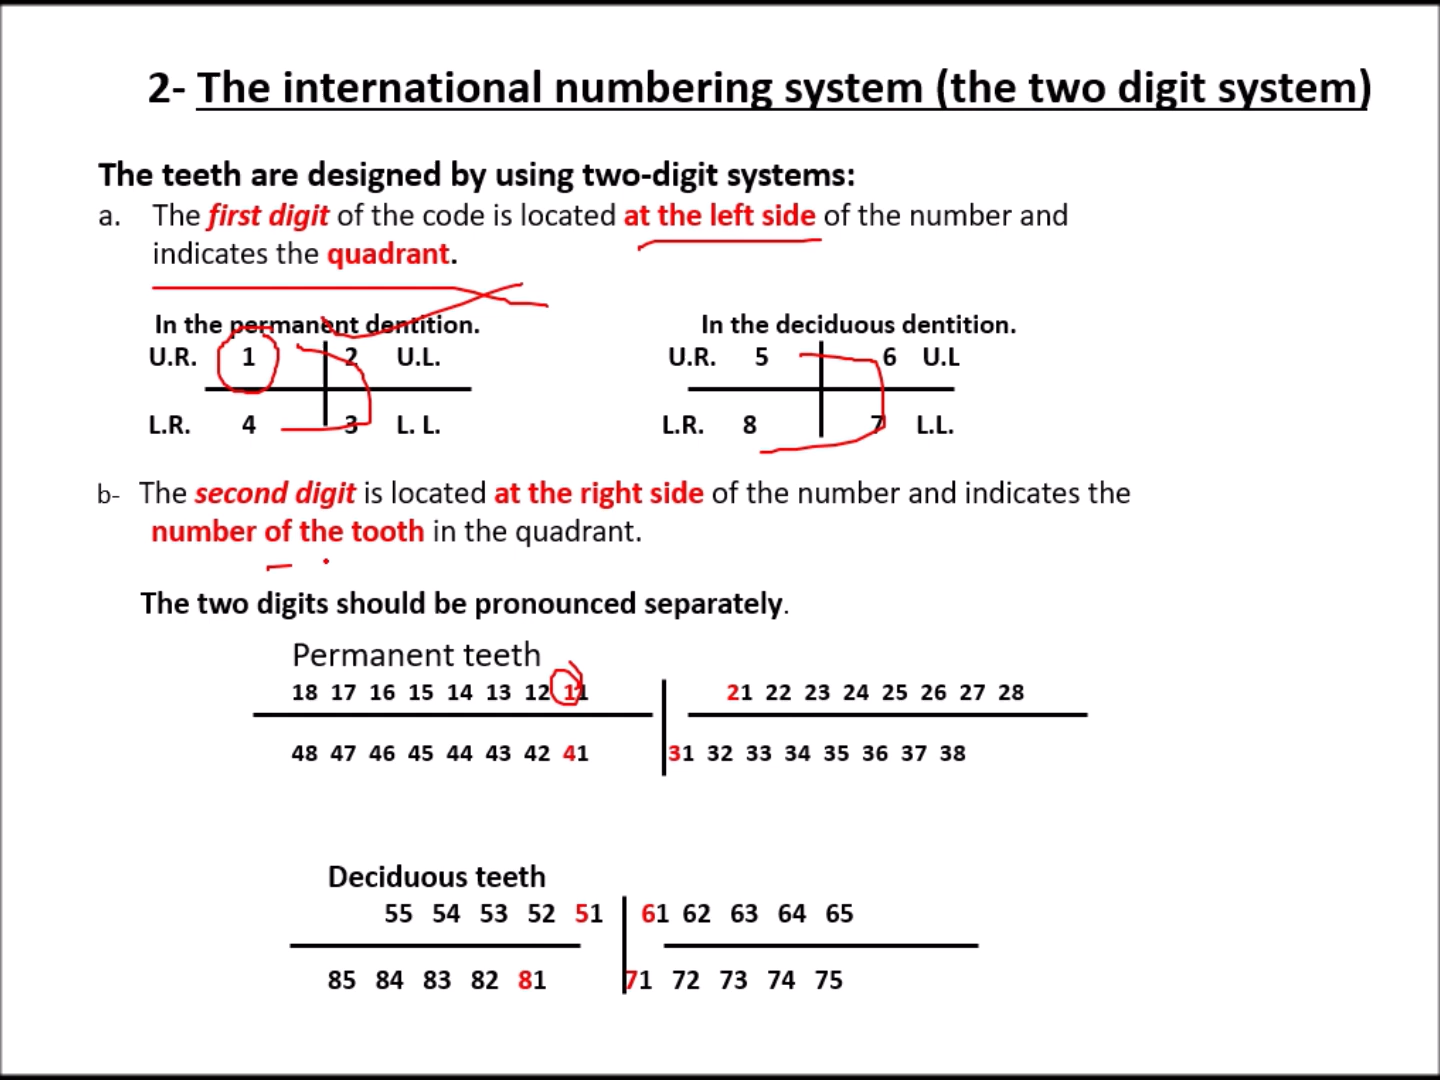 2- The international numbering system (the two digit system)
The teeth are designed by using two-digit systems:
a. The first digit of the code is located at the left side of the number and
indicates the quadrant.
In the permanent dentition. In the deciduous dentition.
U.R. 1 2 U.L. U.R. 5 6 U.L
L.R. 4 3 L. L. L.R. 8 7 L.L.
b- The second digit is located at the right side of the number and indicates the
number of the tooth in the quadrant.
The two digits should be pronounced separately.
Permanent teeth
18 17 16 15 14 13 12 11 21 22 23 24 25 26 27 28
48 47 46 45 44 43 42 41 31 32 33 34 35 36 37 38
Deciduous teeth
55 54 53 52 51 61 62 63 64 65
85 84 83 82 81 71 72 73 74 75